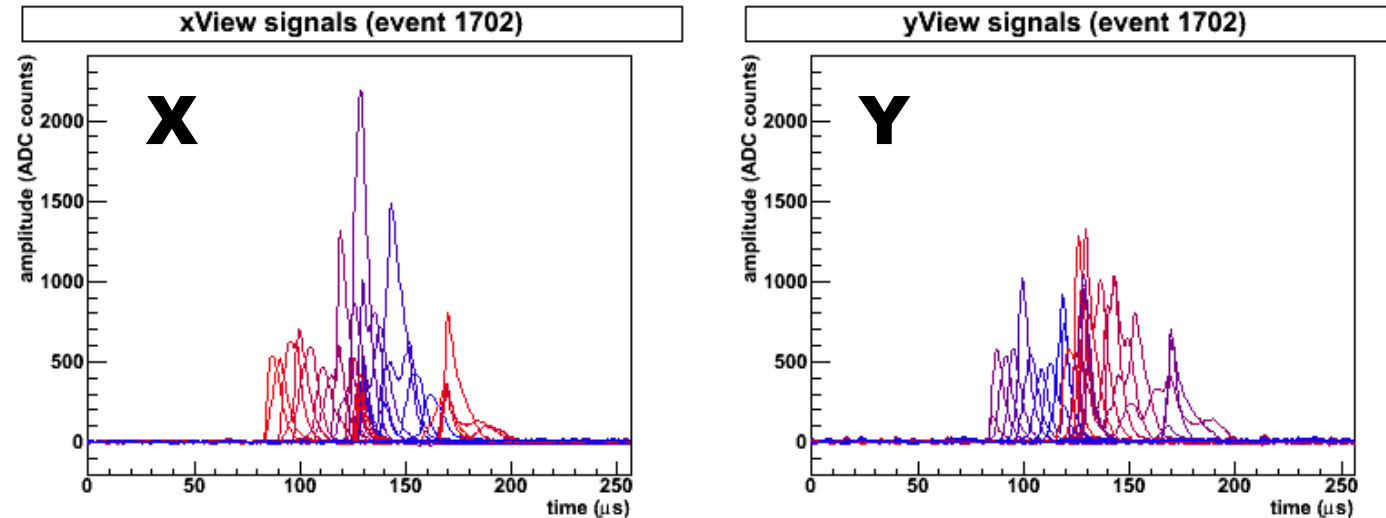 xView signals (event 1702)
amplitude (ADC counts)
2000
1500
1000
500
0
X
0 50 100 150 200 250
time (μs)
yView signals (event 1702)
amplitude (ADC counts)
2000
1500
1000
500
0
Y
0 50 100 150 200 250
time (μs)